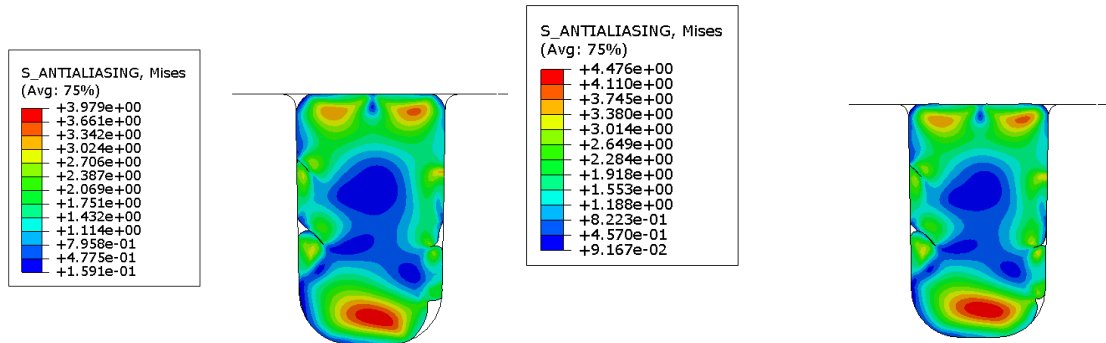 S_ANTIALIASING, Mises
(Avg: 75%)
+3.979e+00
+3.661e+00
+3.342e+00
+3.024e+00
+2.706e+00
+2.387e+00
+2.069e+00
+1.751e+00
+1.432e+00
+1.114e+00
+7.958e-01
+4.775e-01
+1.591e-01
S_ANTIALIASING, Mises
(Avg: 75%)
+4.476e+00
+4.110e+00
+3.745e+00
+3.380e+00
+3.014e+00
+2.649e+00
+2.284e+00
+1.918e+00
+1.553e+00
+1.188e+00
+8.223e-01
+4.570e-01
+9.167e-02